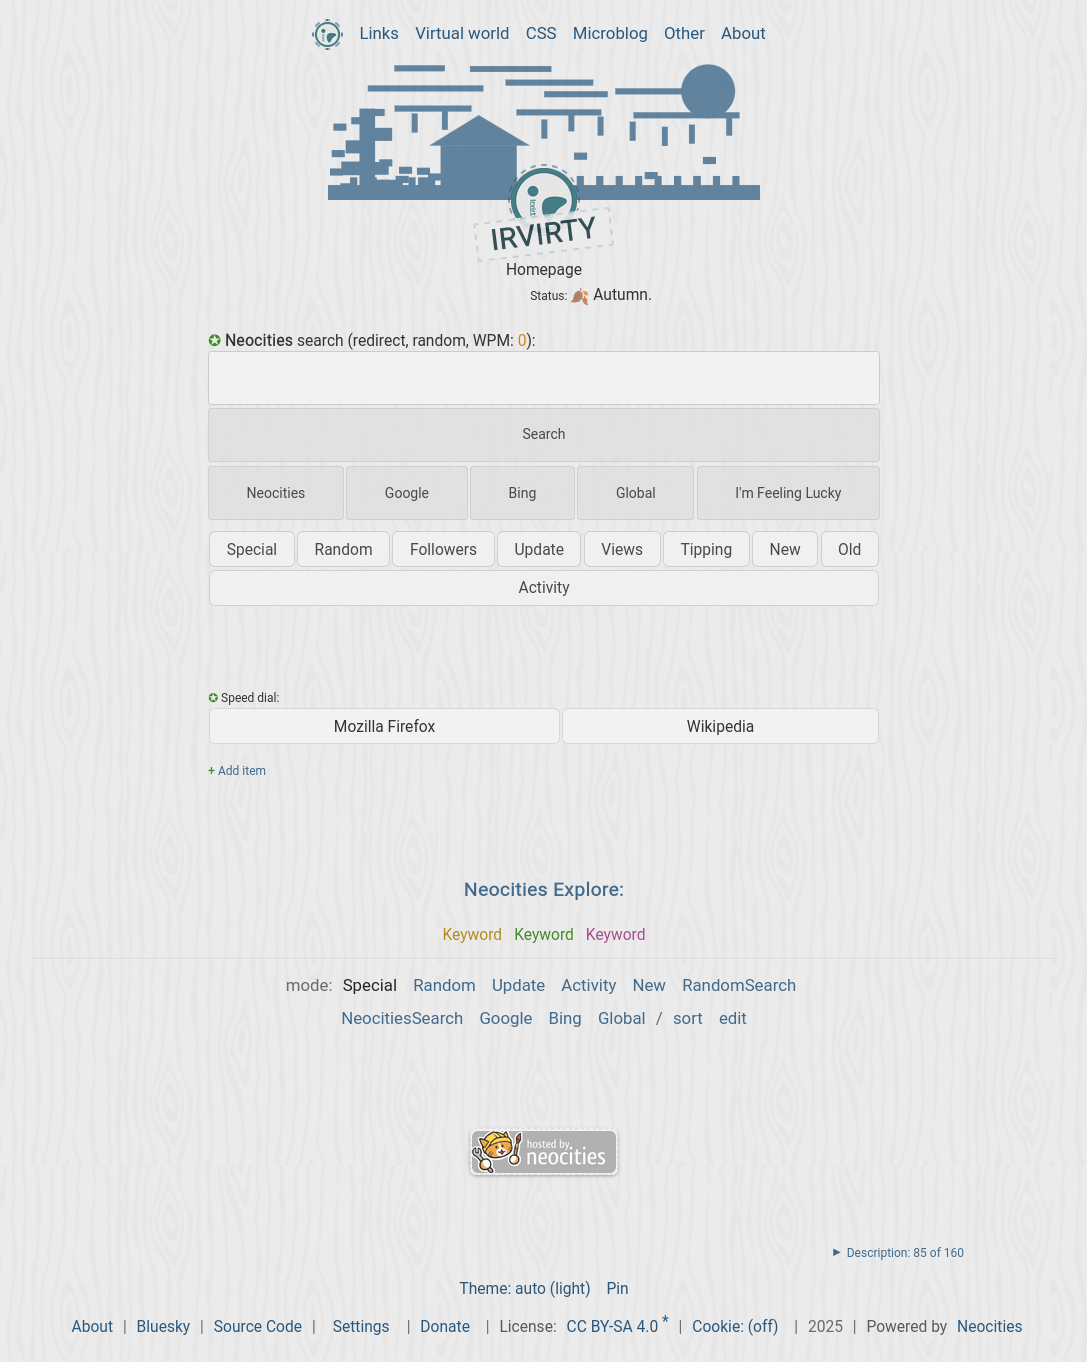 Links Virtual world CSS Microblog Other About
IRVIRTY
Homepage
Status: Autumn.
Neocities search (redirect, random, WPM: 0):
Search
Neocities Google Bing Global I'm Feeling Lucky
Special Random Followers Update Views Tipping New Old
Activity
Speed dial:
Mozilla Firefox Wikipedia
+ Add item
Neocities Explore:
Keyword Keyword Keyword
mode: Special Random Update Activity New RandomSearch
NeocitiesSearch Google Bing Global / sort edit
hosted by
neocities
Description: 85 of 160
Theme: auto (light) Pin
About | Bluesky | Source Code | Settings | Donate | License: CC BY-SA 4.0 * | Cookie: (off) | 2025 | Powered by Neocities